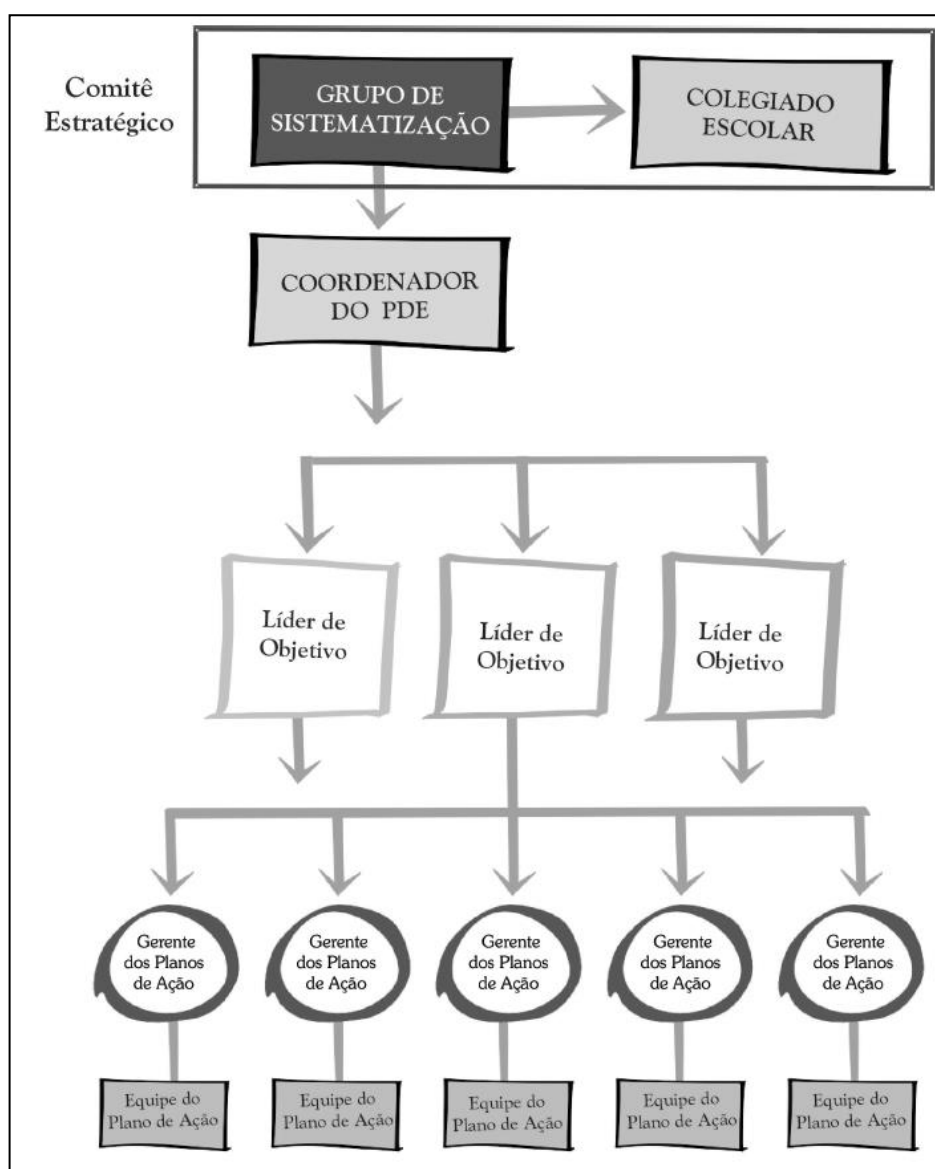 Comitê
Estratégico
GRUPO DE
SISTEMATIZAÇÃO
COLEGIADO
ESCOLAR
COORDENADOR
DO PDE
Líder de
Objetivo
Líder de
Objetivo
Líder de
Objetivo
Gerente
dos Planos
de Ação
Gerente
dos Planos
de Ação
Gerente
dos Planos
de Ação
Gerente
dos Planos
de Ação
Gerente
dos Planos
de Ação
Equipe do
Plano de Ação
Equipe do
Plano de Ação
Equipe do
Plano de Ação
Equipe do
Plano de Ação
Equipe do
Plano de Ação